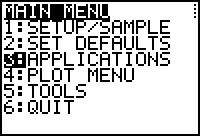 MAIN MENU
1:SETUP/SAMPLE
2:SET DEFAULTS
3:APPLICATIONS
4:PLOT MENU
5:TOOLS
6:QUIT